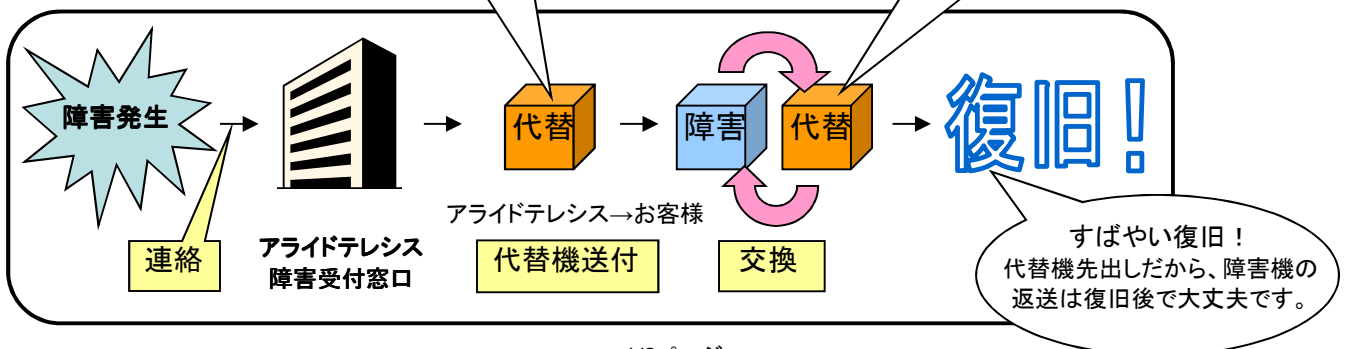 障害発生
連絡
アライドテレシス
障害受付窓口
代替
アライドテレシス→お客様
代替機送付
障害
代替
交換
復旧！
すばやい復旧！
代替機先出しだから、障害機の
返送は復旧後で大丈夫です。